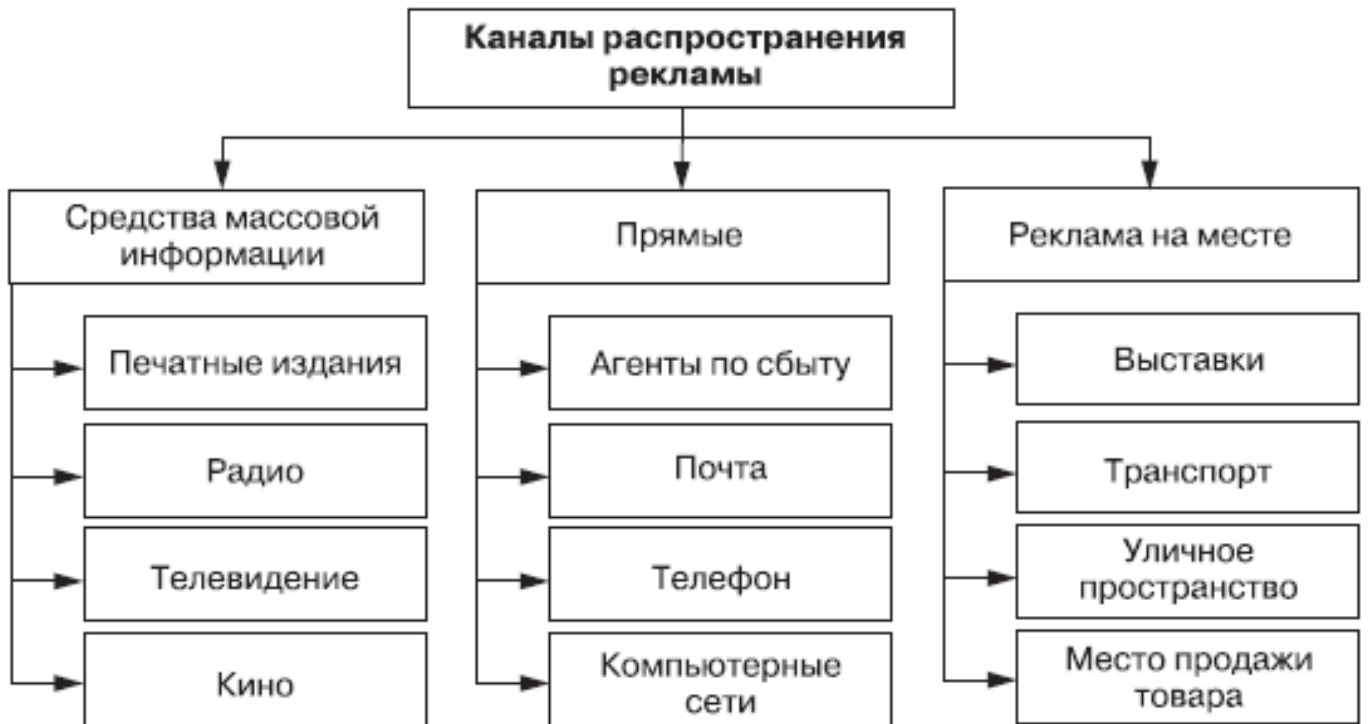 Каналы распространения
рекламы
Средства массовой
информации
Печатные издания
Радио
Телевидение
Кино
Прямые
Агенты по сбыту
Почта
Телефон
Компьютерные
сети
Реклама на месте
Выставки
Транспорт
Уличное
пространство
Место продажи
товара